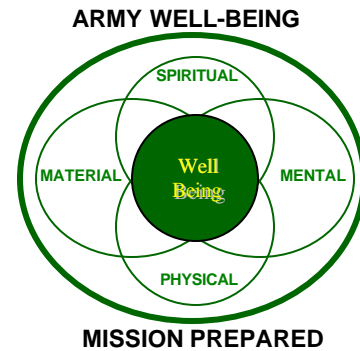 ARMY WELL-BEING
SPIRITUAL
Well
MATERIAL
MENTAL
Being
PHYSICAL
MISSION PREPARED